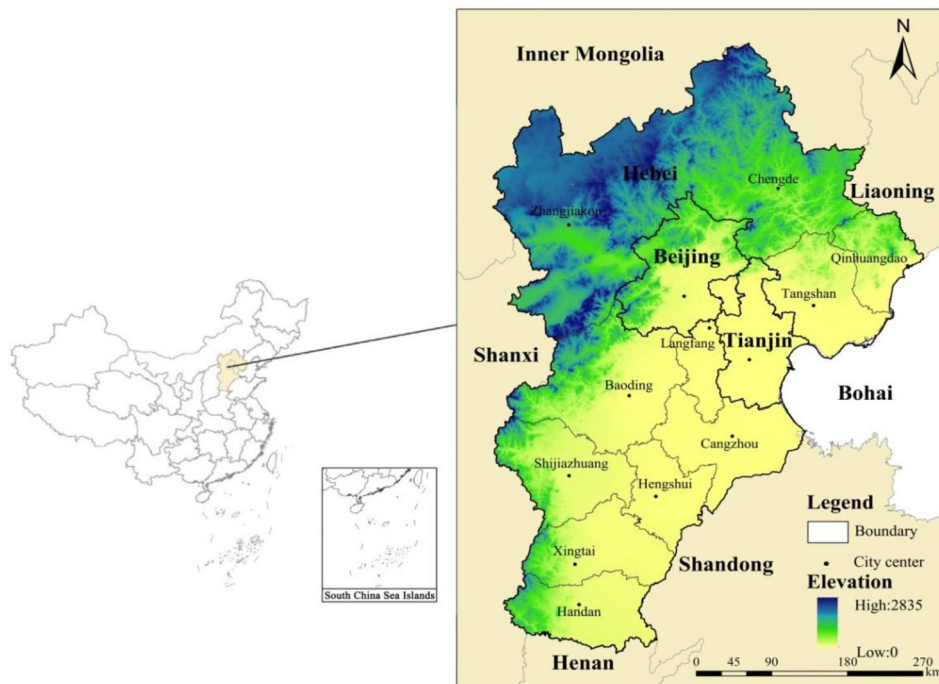 N
Inner Mongolia
Hebei
Chengde
Liaoning
Zhangjiakou
Beijing
Qinhuangdao
Tangshan
Langfang
Tianjin
Shanxi
Baoding
Bohai
Cangzhou
Shijiazhuang
Hengshui
Legend
Boundary
Xingtai
Shandong
City center
Elevation
High:2835
Handan
Low:0
Henan
0 45 90 180 270
km
South China Sea Islands